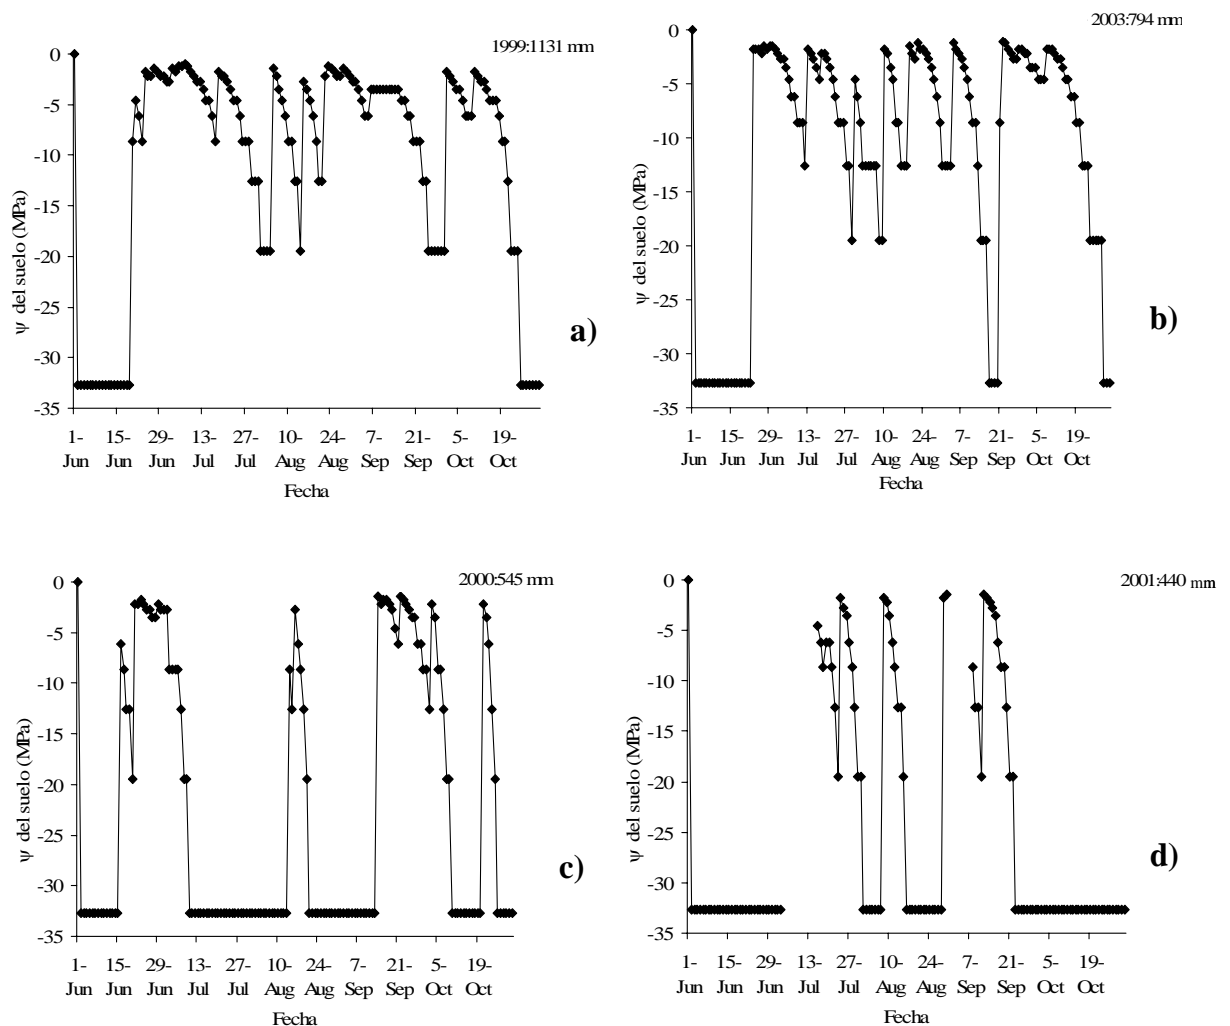 1999:1131 mm
ψ del suelo (MPa)
0
-5
-10
-15
-20
-25
-30
-35
1- 15- 29- 13- 27- 10- 24- 7- 21- 5- 19-
Jun Jun Jun Jul Jul Aug Aug Sep Sep Oct Oct
Fecha
a)
2003:794 mm
ψ del suelo (MPa)
0
-5
-10
-15
-20
-25
-30
-35
1- 15- 29- 13- 27- 10- 24- 7- 21- 5- 19-
Jun Jun Jun Jul Jul Aug Aug Sep Sep Oct Oct
Fecha
b)
2000:545 mm
ψ del suelo (MPa)
0
-5
-10
-15
-20
-25
-30
-35
1- 15- 29- 13- 27- 10- 24- 7- 21- 5- 19-
Jun Jun Jun Jul Jul Aug Aug Sep Sep Oct Oct
Fecha
c)
2001:440 mm
ψ del suelo (MPa)
0
-5
-10
-15
-20
-25
-30
-35
1- 15- 29- 13- 27- 10- 24- 7- 21- 5- 19-
Jun Jun Jun Jul Jul Aug Aug Sep Sep Oct Oct
Fecha
d)